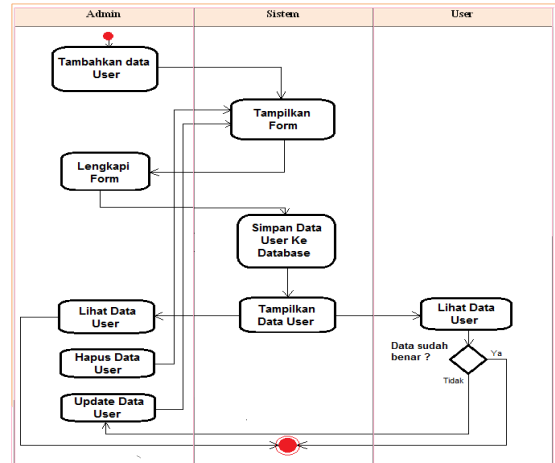 Admin
Sistem
User
Tambahkan data
User
Tampilkan
Form
Lengkapi
Form
Simpan Data
User Ke
Database
Lihat Data
User
Tampilkan
Data User
Lihat Data
User
Hapus Data
User
Data sudah
benar ?
Ya
Tidak
Update Data
User